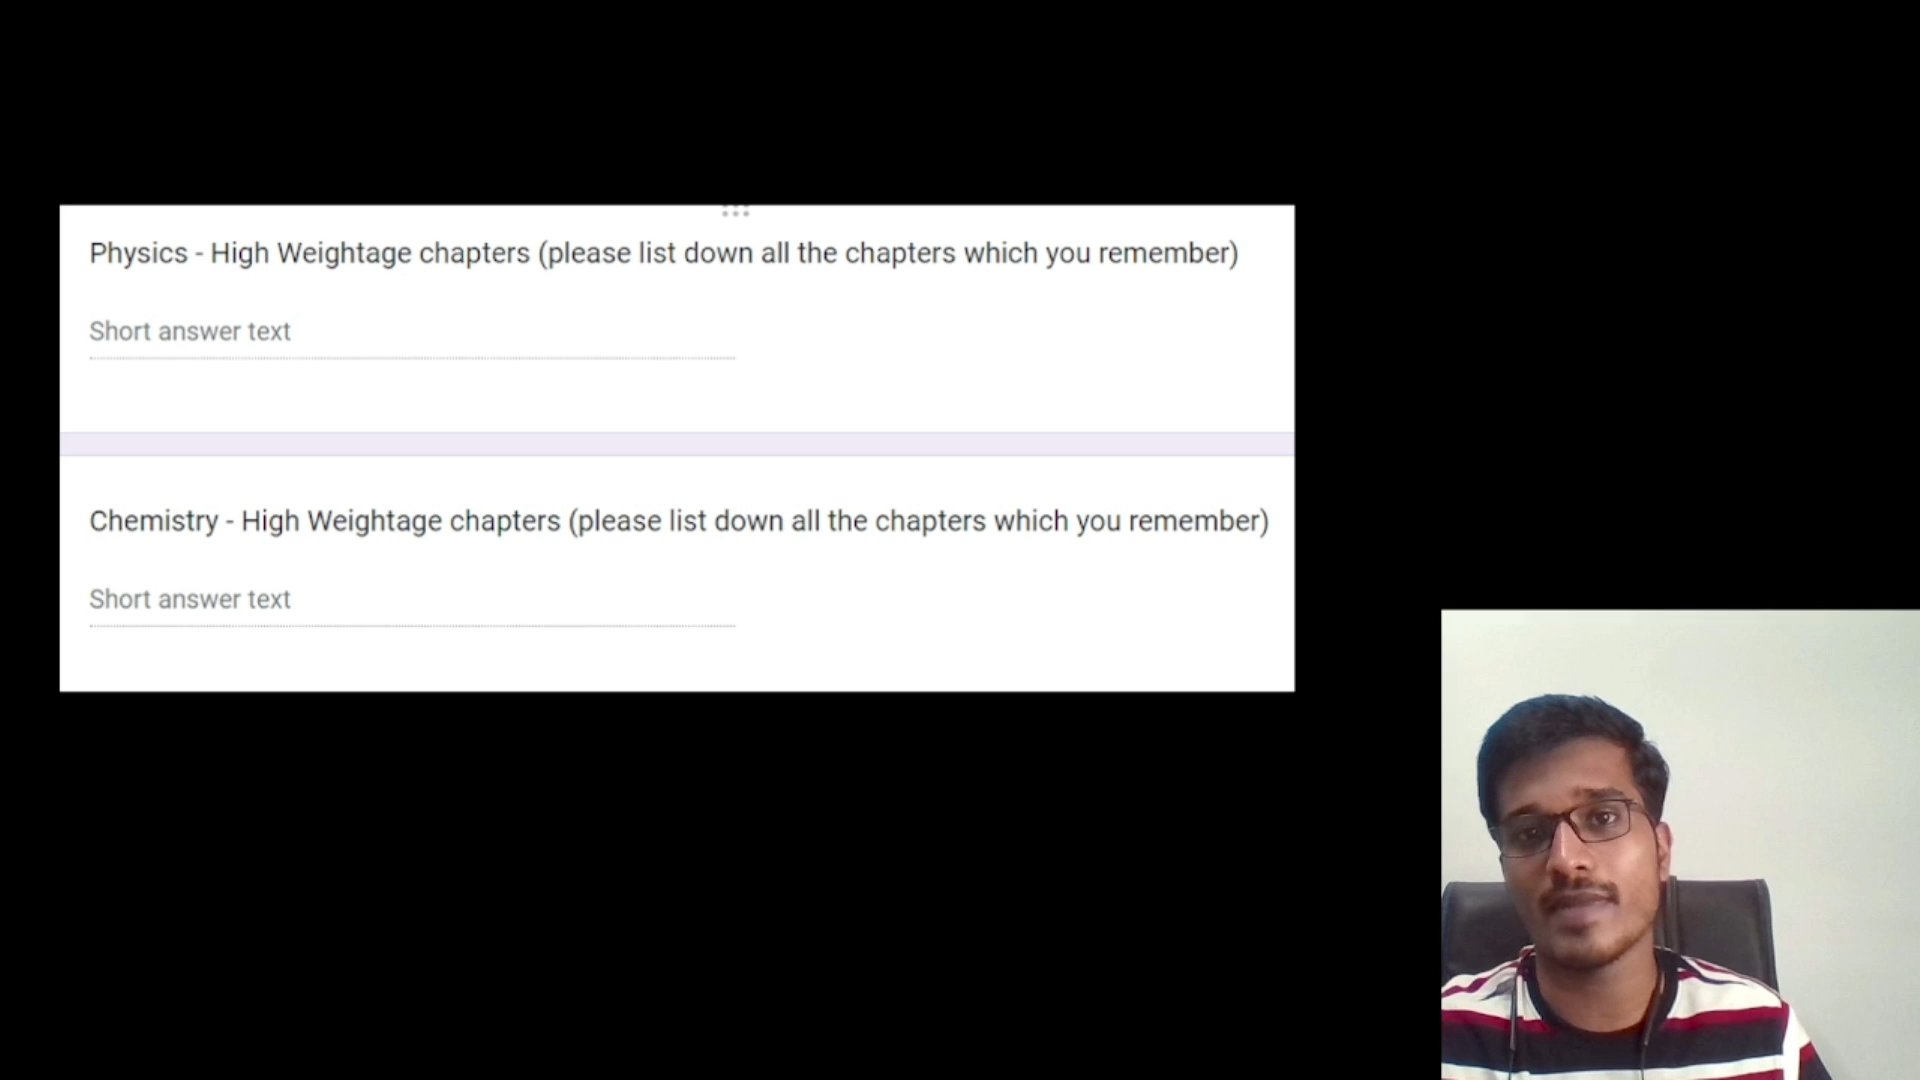 Physics - High Weightage chapters (please list down all the chapters which you remember)
Short answer text
Chemistry - High Weightage chapters (please list down all the chapters which you remember)
Short answer text